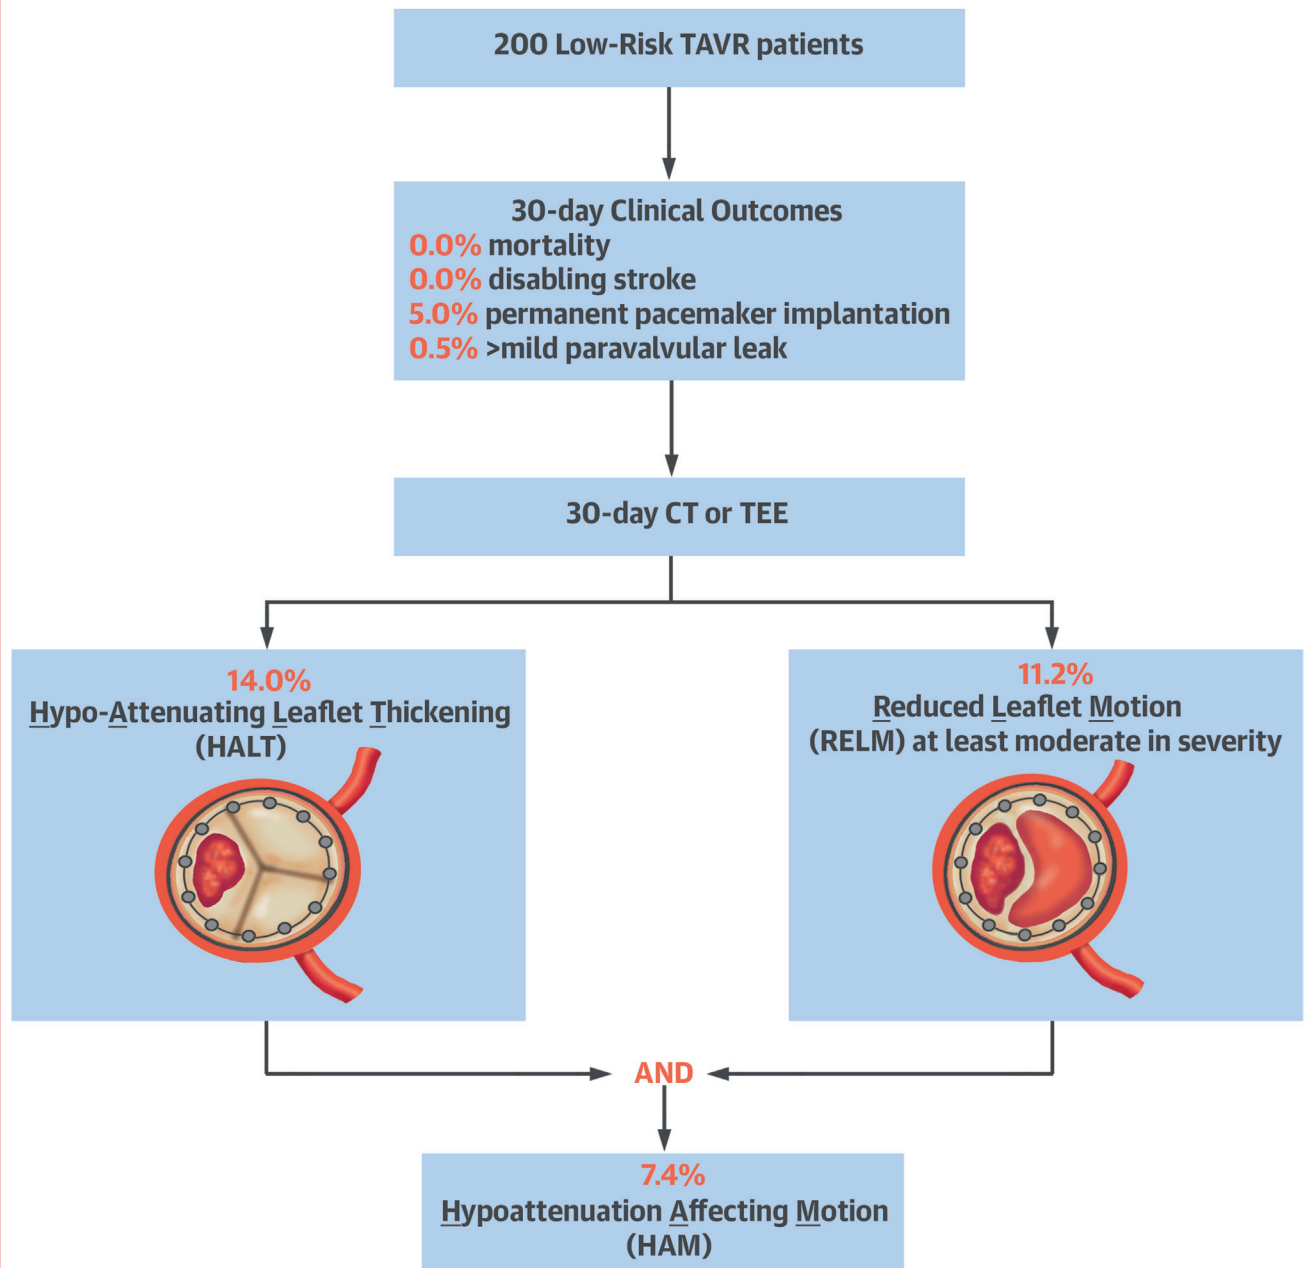 200 Low-Risk TAVR patients
30-day Clinical Outcomes
0.0% mortality
0.0% disabling stroke
5.0% permanent pacemaker implantation
0.5% >mild paravalvular leak
30-day CT or TEE
14.0%
Hypo-Attenuating Leaflet Thickening
(HALT)
11.2%
Reduced Leaflet Motion
(RELM) at least moderate in severity
AND
7.4%
Hypoattenuation Affecting Motion
(HAM)